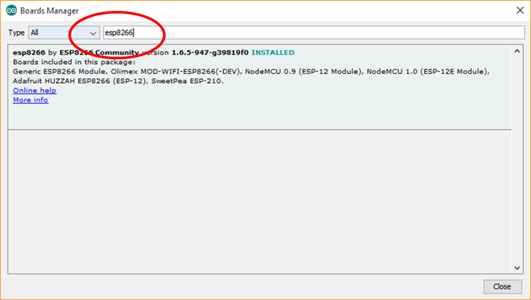 Boards Manager
Type All esp8266
esp8266 by ESP8266 Community version 1.6.5-947-g39819f0 INSTALLED
Boards included in this package:
Generic ESP8266 Module, Olimex MOD-WIFI-ESP8266(-DEV), NodeMCU 0.9 (ESP-12 Module), NodeMCU 1.0 (ESP-12E Module),
Adafruit HUZZAH ESP8266 (ESP-12), SweetPea ESP-210.
Online help
More info
Close